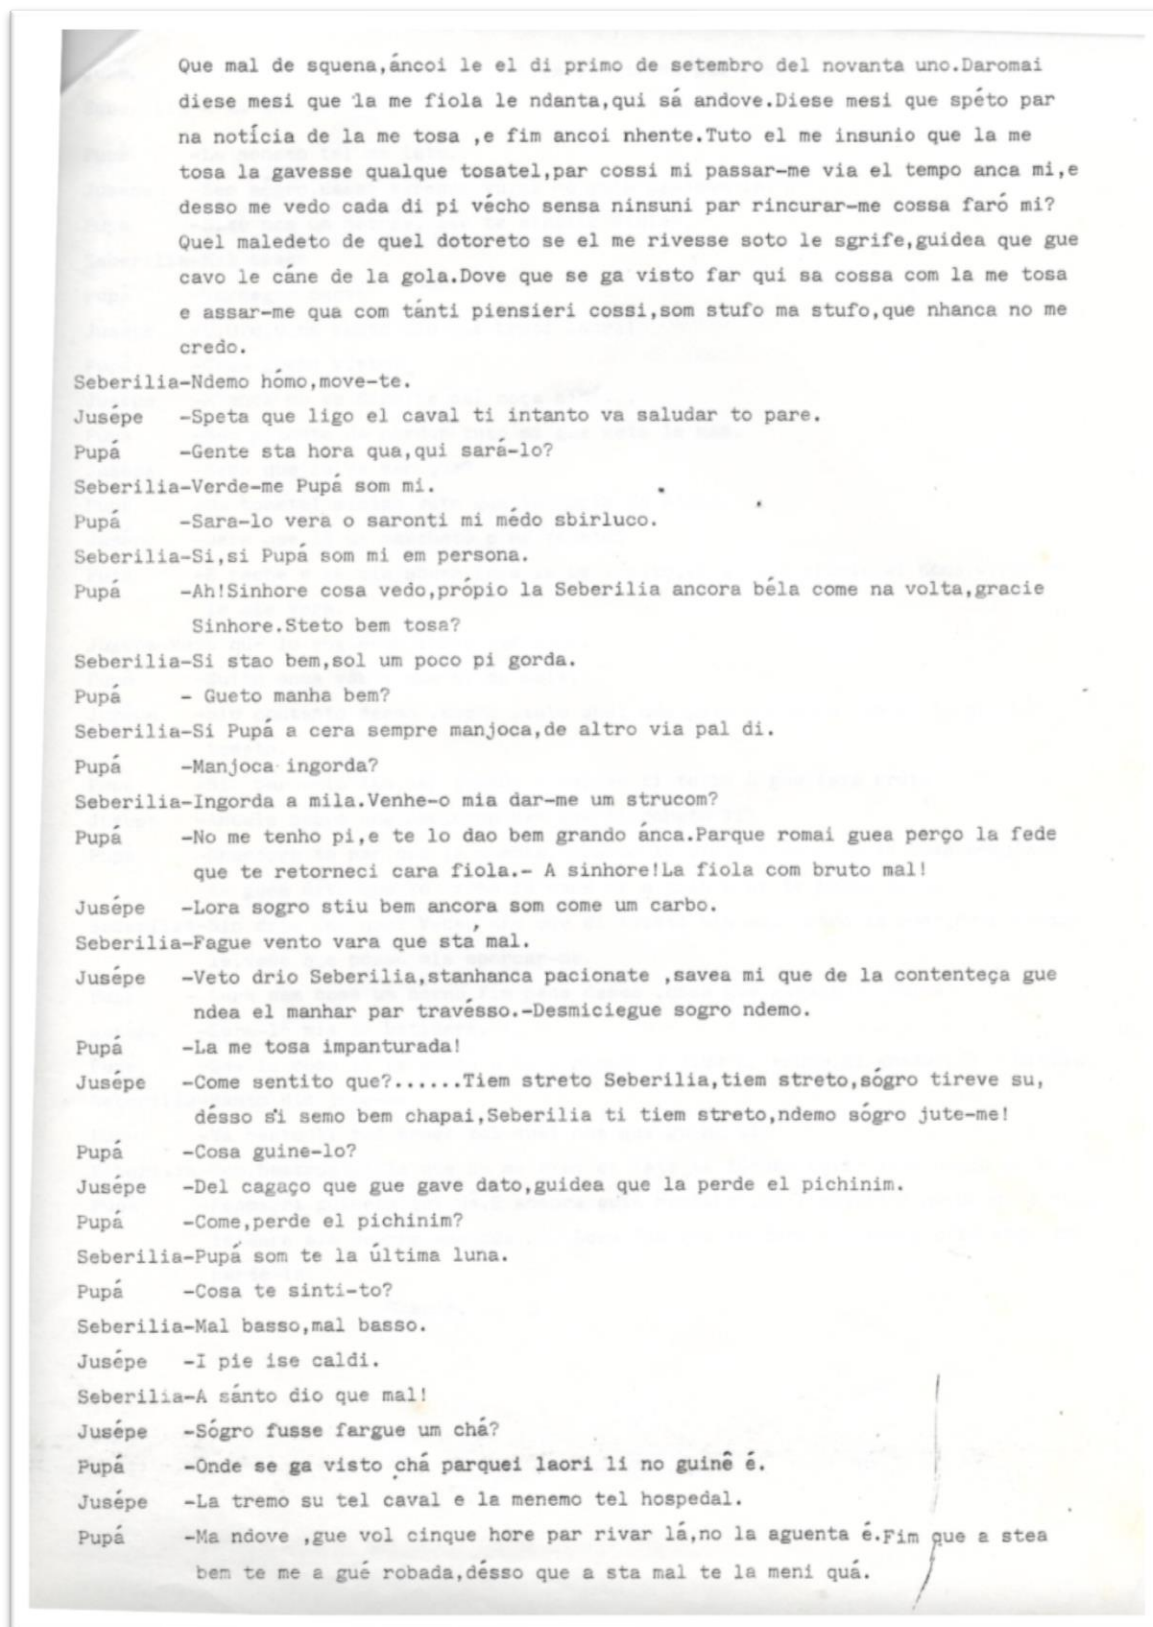 Que mal de squena,áncoi le el di primo de setembro del novanta uno.Daromai
diese mesi que la me fiola le ndanta,qui sá andove.Diese mesi que spéto par
na notícia de la me tosa ,e fim ancoi nhente.Tuto el me insunio que la me
tosa la gavesse qualque tosatel,par cossi mi passar-me via el tempo anca mi,e
desso me vedo cada di pi vécho sensa ninsuni par rincurar-me cossa faró mi?
Quel maledeto de quel dotoreto se el me rivesse soto le sgrife,guidea que gue
cavo le cáne de la gola.Dove que se ga visto far qui sa cossa com la me tosa
e assar-me qua com tánti piensieri cossi,som stufo ma stufo,que nhanca no me
credo.
Seberilia-Ndemo hómo,move-te.
Jusépe -Speta que ligo el caval ti intanto va saludar to pare.
Pupá -Gente sta hora qua,qui sará-lo?
Seberilia-Verde-me Pupá som mi.
Pupá -Sara-lo vera o saronti mi médo sbirluco.
Seberilia-Si,si Pupá som mi em persona.
Pupá -Ah!Sinhore cosa vedo,própio la Seberilia ancora béla come na volta,gracie
Sinhore.Steto bem tosa?
Seberilia-Si stao bem,sol um poco pi gorda.
Pupá - Gueto manha bem?
Seberilia-Si Pupá a cera sempre manjoca,de altro via pal di.
Pupá -Manjoca ingorda?
Seberilia-Ingorda a mila.Venhe-o mia dar-me um strucom?
Pupá -No me tenho pi,e te lo dao bem grando ánca.Parque romai guea perço la fede
que te retorneci cara fiola.- A sinhore!La fiola com bruto mal!
Jusépe -Lora sogro stiu bem ancora som come um carbo.
Seberilia-Fague vento vara que stá mal.
Jusépe -Veto drio Seberilia,stanhanca pacionate ,savea mi que de la contenteça gue
ndea el manhar par travésso.-Desmiciegue sogro ndemo.
Pupá -La me tosa impanturada!
Jusépe -Come sentito que?......Tiem streto Seberilia,tiem streto,sógro tireve su,
désso si semo bem chapai,Seberilia ti tiem streto,ndemo sógro jute-me!
Pupá -Cosa guine-lo?
Jusépe -Del cagaço que gue gave dato,guidea que la perde el pichinim.
Pupá -Come,perde el pichinim?
Seberilia-Pupá som te la última luna.
Pupá -Cosa te sinti-to?
Seberilia-Mal basso,mal basso.
Jusépe -I pie ise caldi.
Seberilia-A sánto dio que mal!
Jusépe -Sógro fusse fargue um chá?
Pupá -Onde se ga visto chá parquei laori li no guinê é.
Jusépe -La tremo su tel caval e la menemo tel hospedal.
Pupá -Ma ndove ,gue vol cinque hore par rivar lá,no la aguenta é.Fim que a stea
bem te me a gué robada,désso que a sta mal te la meni quá.